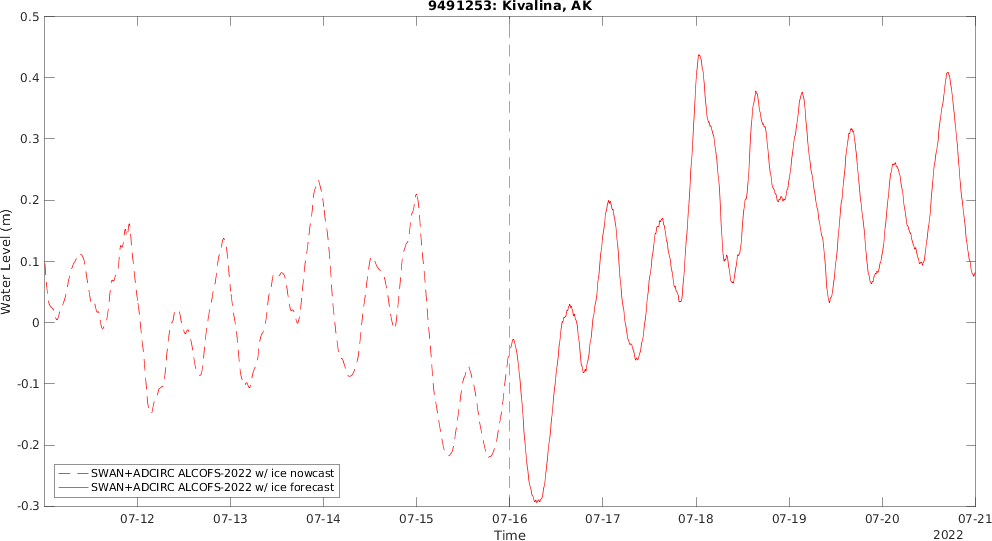 9491253: Kivalina, AK
0.5
0.4
0.3
0.2
0.1
0
-0.1
-0.2
-0.3
Water Level (m)
SWAN+ADCIRC ALCOFS-2022 w/ ice nowcast
SWAN+ADCIRC ALCOFS-2022 w/ ice forecast
07-12 07-13 07-14 07-15 07-16 07-17 07-18 07-19 07-20 07-21
Time
2022